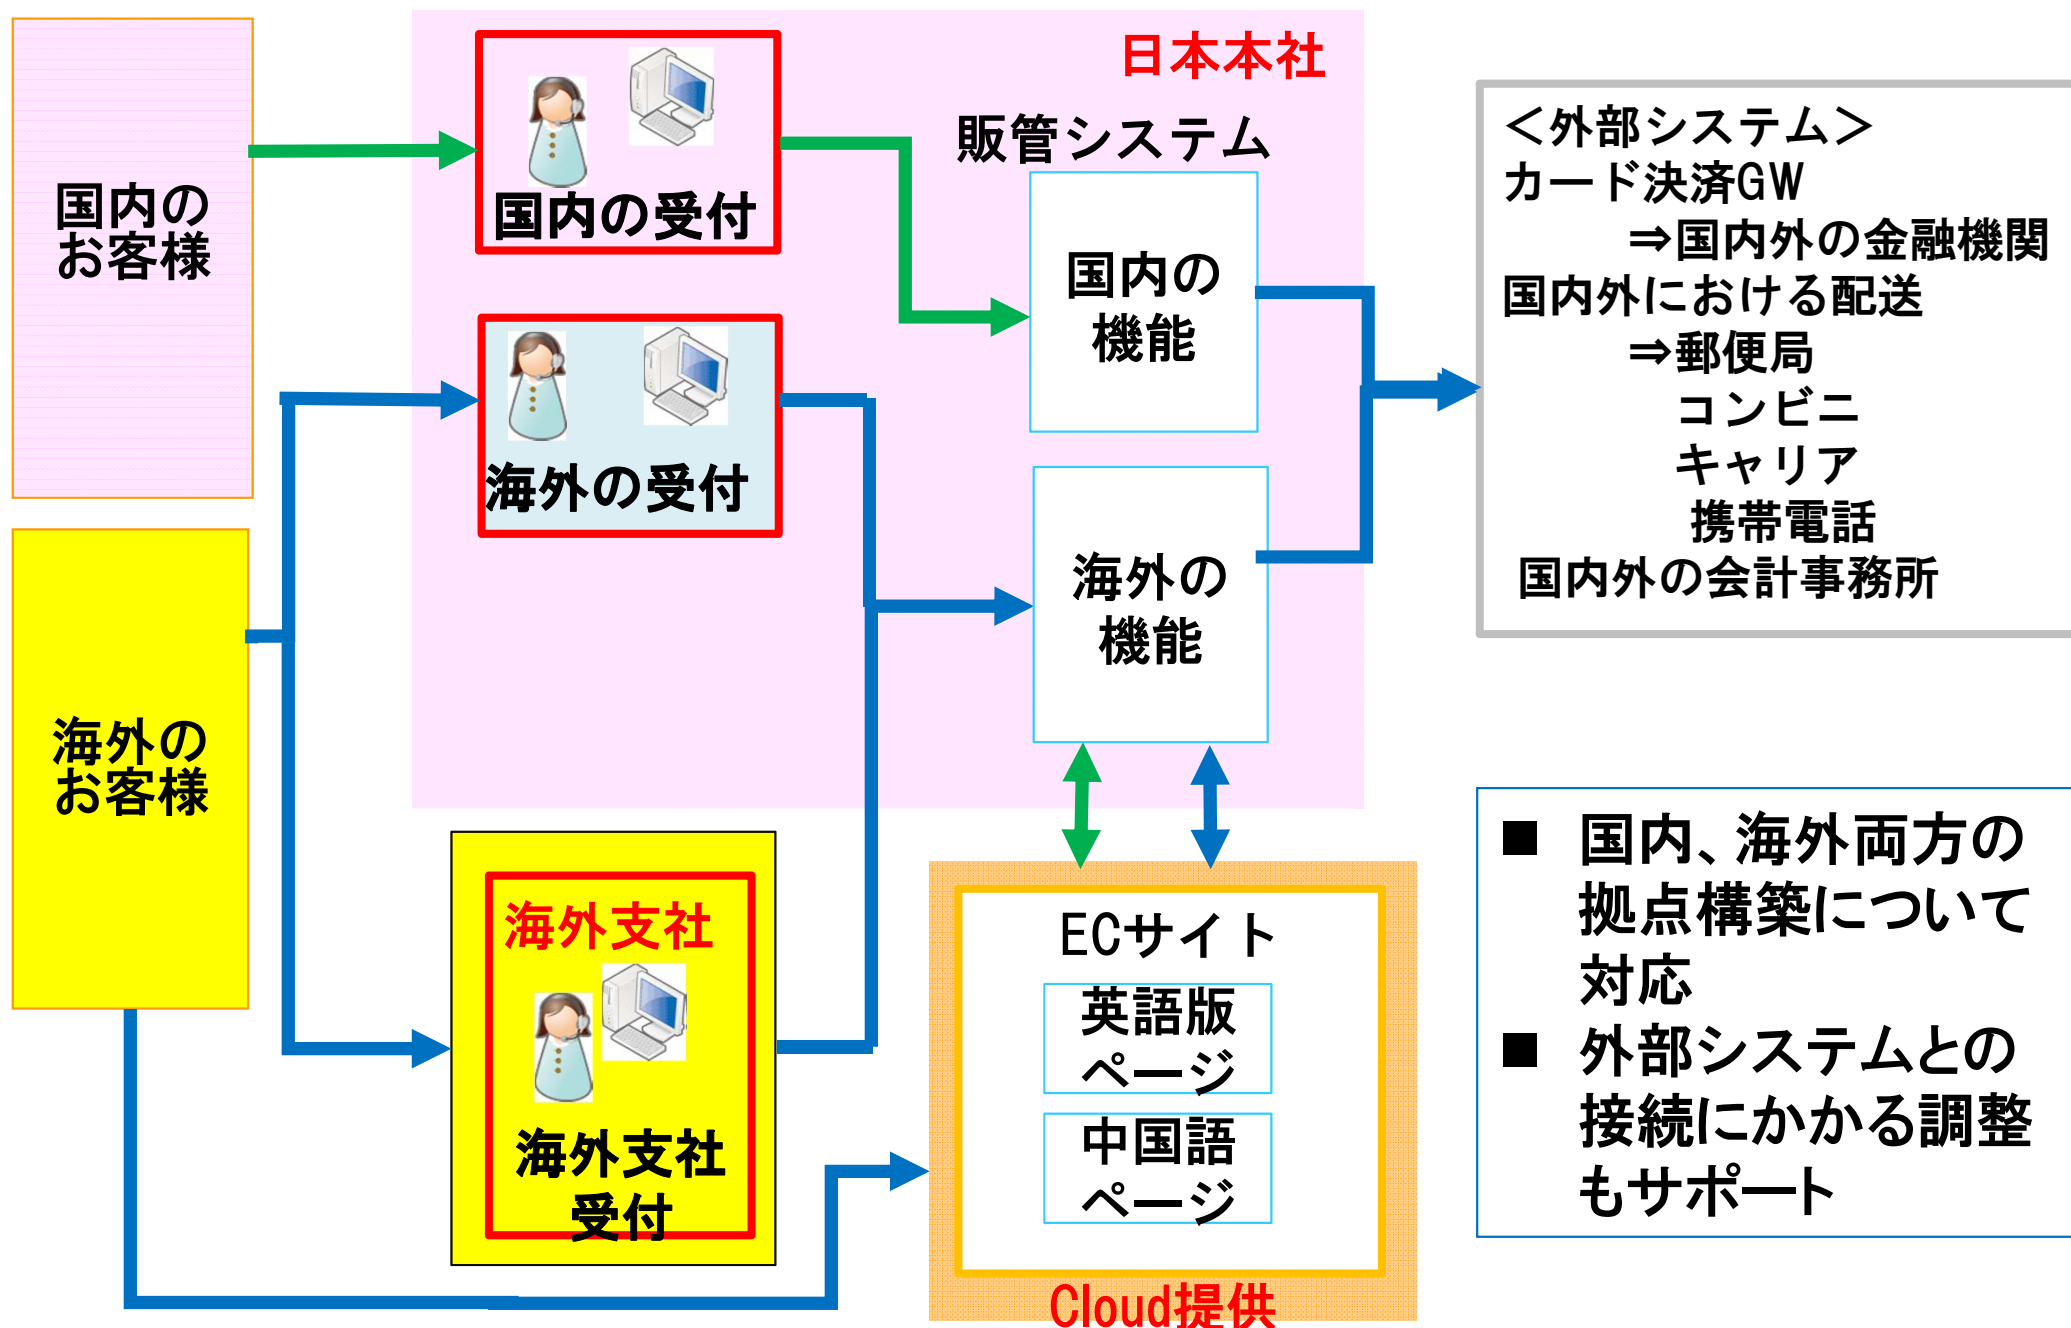 国内の
お客様
海外の
お客様
日本本社
国内の受付
海外の受付
販管システム
国内の
機能
海外の
機能
海外支社
海外支社
受付
ECサイト
英語版
ページ
中国語
ページ
Cloud提供
＜外部システム＞
カード決済GW
⇒国内外の金融機関
国内外における配送
⇒郵便局
コンビニ
キャリア
携帯電話
国内外の会計事務所
■ 国内、海外両方の
拠点構築について
対応
■ 外部システムとの
接続にかかる調整
もサポート